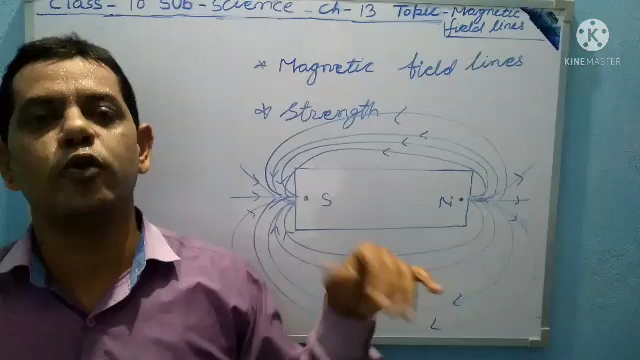 Class - 10 Sub - Science - Ch - 13 Topic - Magnetic
field lines
* Magnetic field lines
* Strength
S N
KINEMASTER